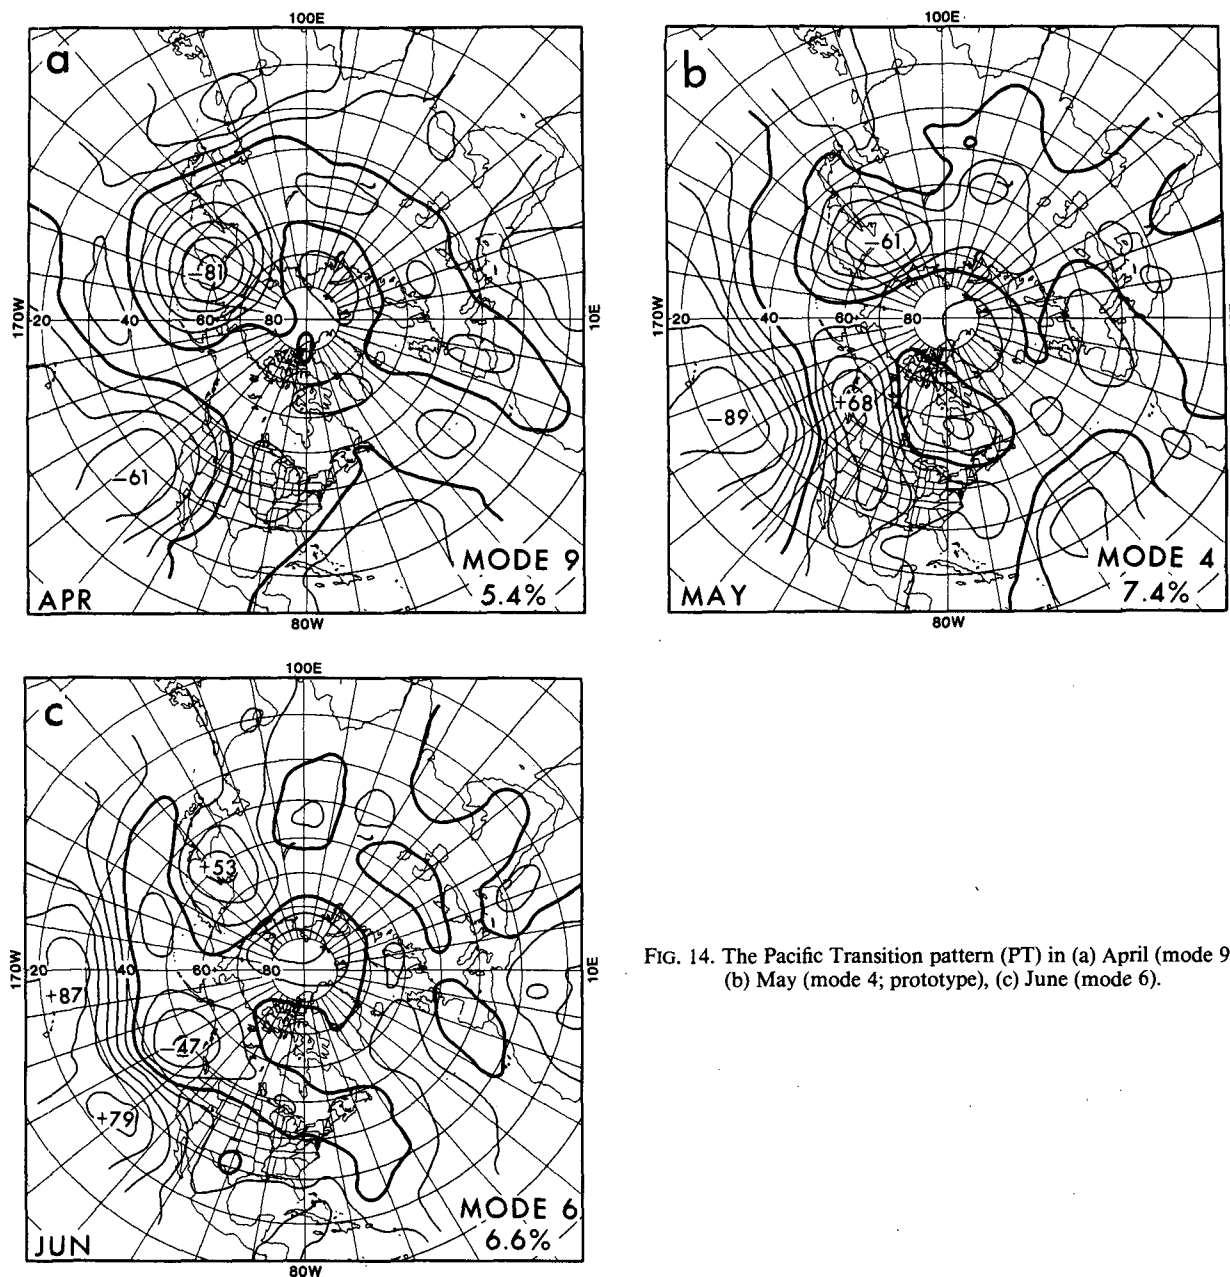 100E
a
-81
170W
20
40
60
80
10E
0
-61
MODE 9
5.4%
APR
80W
100E
b
-61
170W
20
40
60
80
10E
+68
-89
MODE 4
7.4%
MAY
80W
100E
c
+53
170W
20
40
60
80
10E
+87
-47
+79
MODE 6
6.6%
JUN
80W
FIG. 14. The Pacific Transition pattern (PT) in (a) April (mode 9
(b) May (mode 4; prototype), (c) June (mode 6).